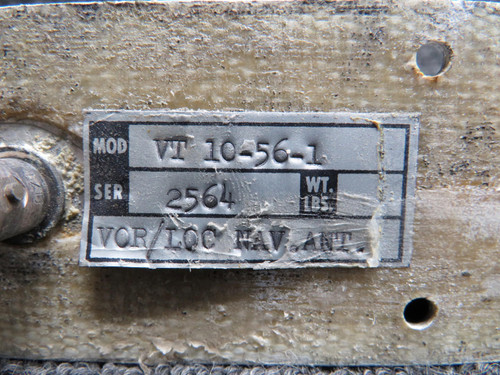 MOD VT 10-56-1
SER 2564 WT. LBS.
VOR/LOC NAV.ANT.